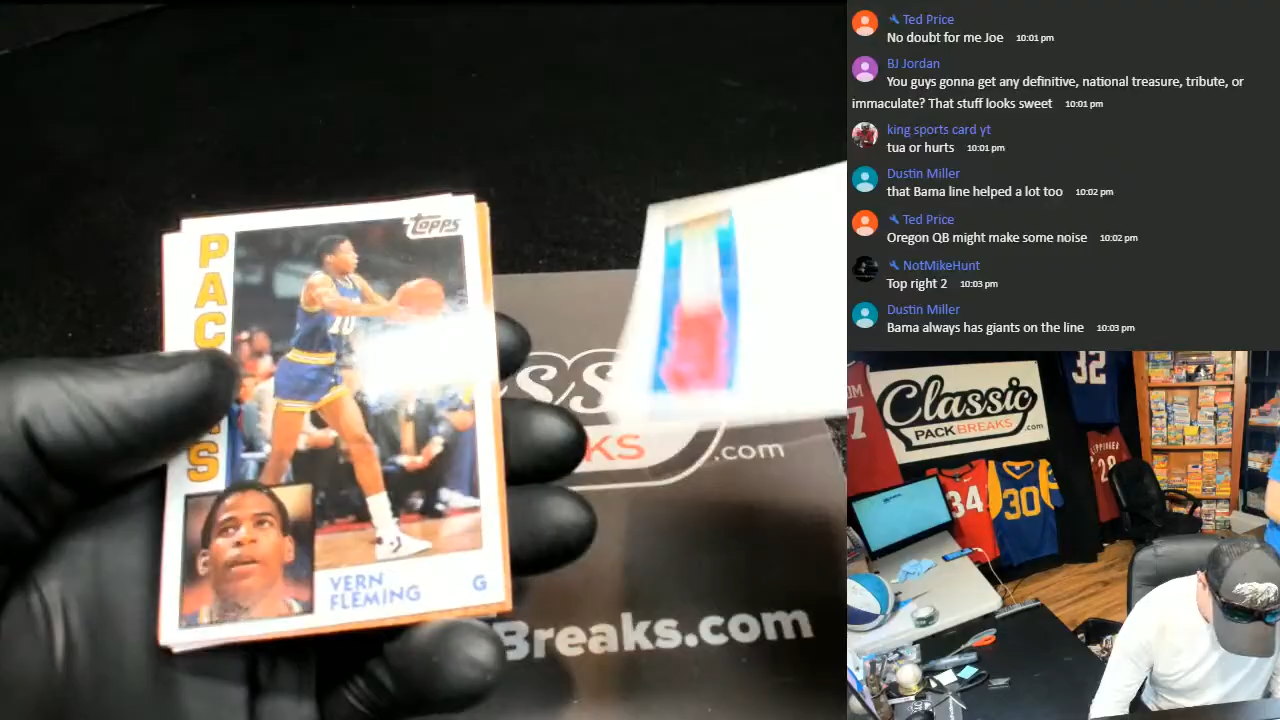 PAC
S
Topps
10
VERN
FLEMING
G
KS
.com
Breaks.com
Ted Price
No doubt for me Joe 10:01 pm
BJ Jordan
You guys gonna get any definitive, national treasure, tribute, or
immaculate? That stuff looks sweet 10:01 pm
king sports card yt
tua or hurts 10:01 pm
Dustin Miller
that Bama line helped a lot too 10:02 pm
Ted Price
Oregon QB might make some noise 10:02 pm
NotMikeHunt
Top right 2 10:03 pm
Dustin Miller
Bama always has giants on the line 10:03 pm
Classic
PACK BREAKS .com
32
7
34
30